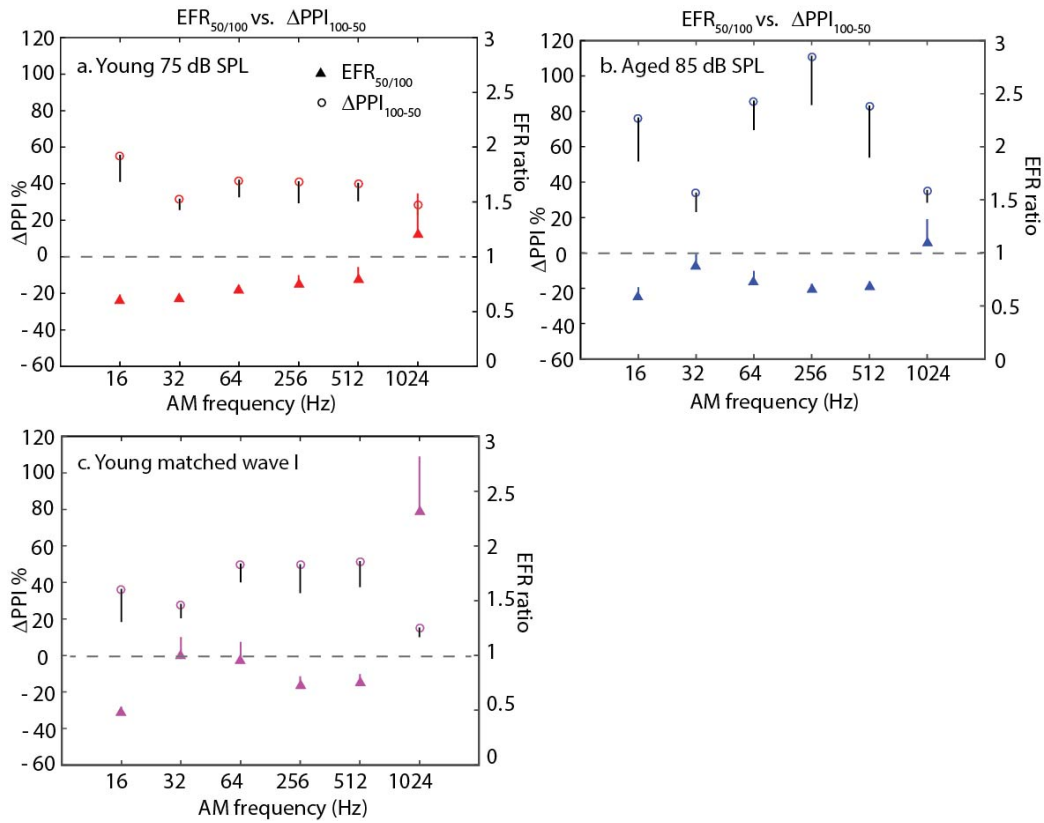 EFR50/100 vs. ΔPPI100-50
a. Young 75 dB SPL
EFR50/100
ΔPPI100-50
120
100
80
60
40
20
0
- 20
- 40
- 60
ΔPPI %
3
2.5
2
1.5
1
0.5
0
EFR ratio
16 32 64 256 512 1024
AM frequency (Hz)
EFR50/100 vs. ΔPPI100-50
b. Aged 85 dB SPL
120
100
80
60
40
20
0
- 20
- 40
- 60
ΔPPI %
3
2.5
2
1.5
1
0.5
0
EFR ratio
16 32 64 256 512 1024
AM frequency (Hz)
c. Young matched wave I
120
100
80
60
40
20
0
- 20
- 40
- 60
ΔPPI %
3
2.5
2
1.5
1
0.5
0
EFR ratio
16 32 64 256 512 1024
AM frequency (Hz)